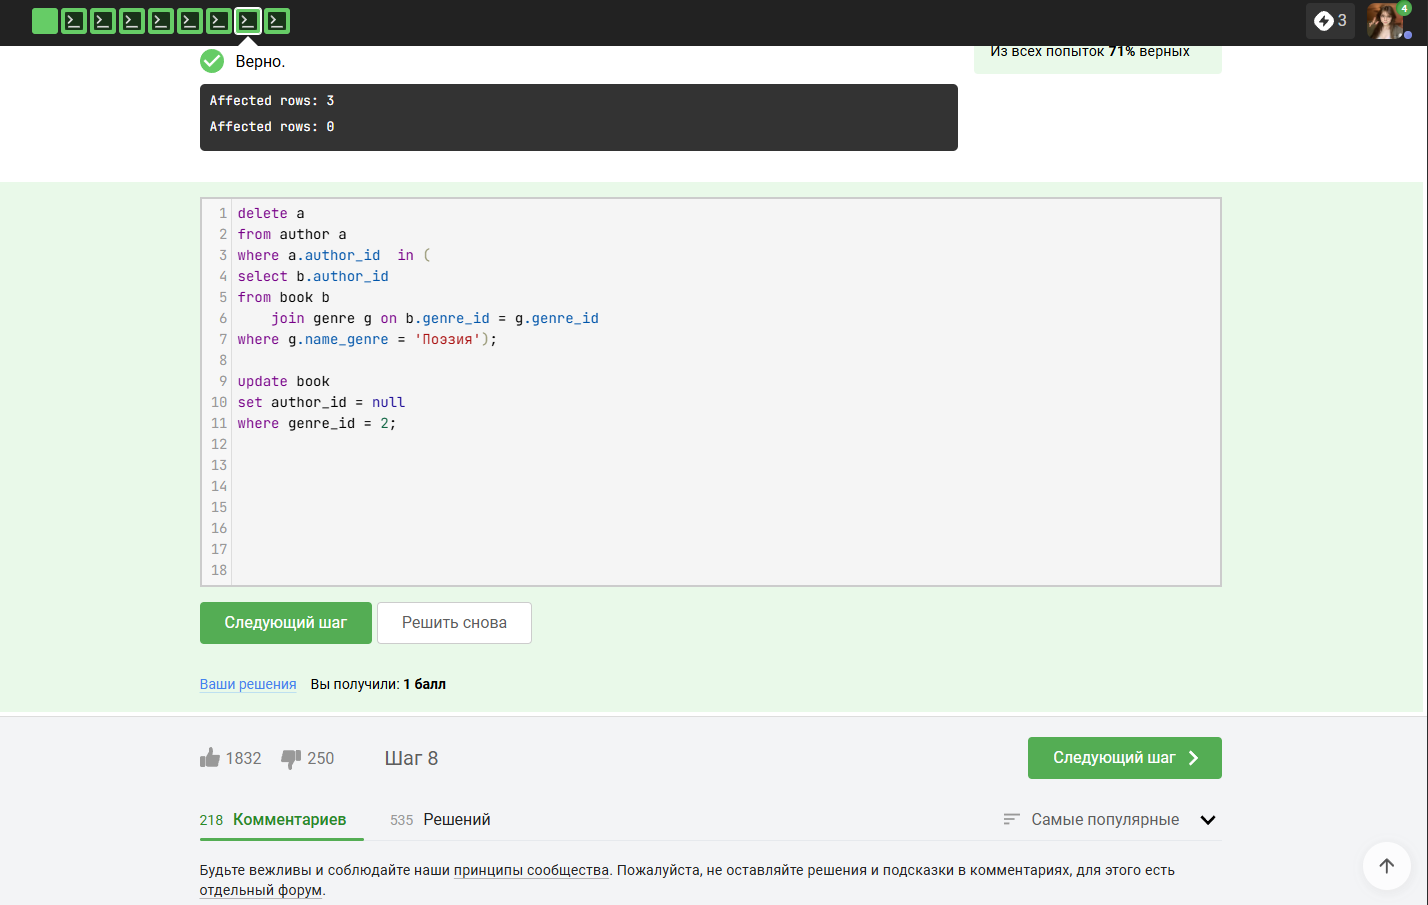 3
4
Верно.
Из всех попыток 71% верных
Affected rows: 3
Affected rows: 0
1 delete a
2 from author a
3 where a.author_id  in (
4 select b.author_id
5 from book b
6     join genre g on b.genre_id = g.genre_id
7 where g.name_genre = 'Поэзия');
8
9 update book
10 set author_id = null
11 where genre_id = 2;
12
13
14
15
16
17
18
Следующий шаг
Решить снова
Ваши решения Вы получили: 1 балл
1832 250 Шаг 8
Следующий шаг
218 Комментариев 535 Решений
Самые популярные
Будьте вежливы и соблюдайте наши принципы сообщества. Пожалуйста, не оставляйте решения и подсказки в комментариях, для этого есть
отдельный форум.